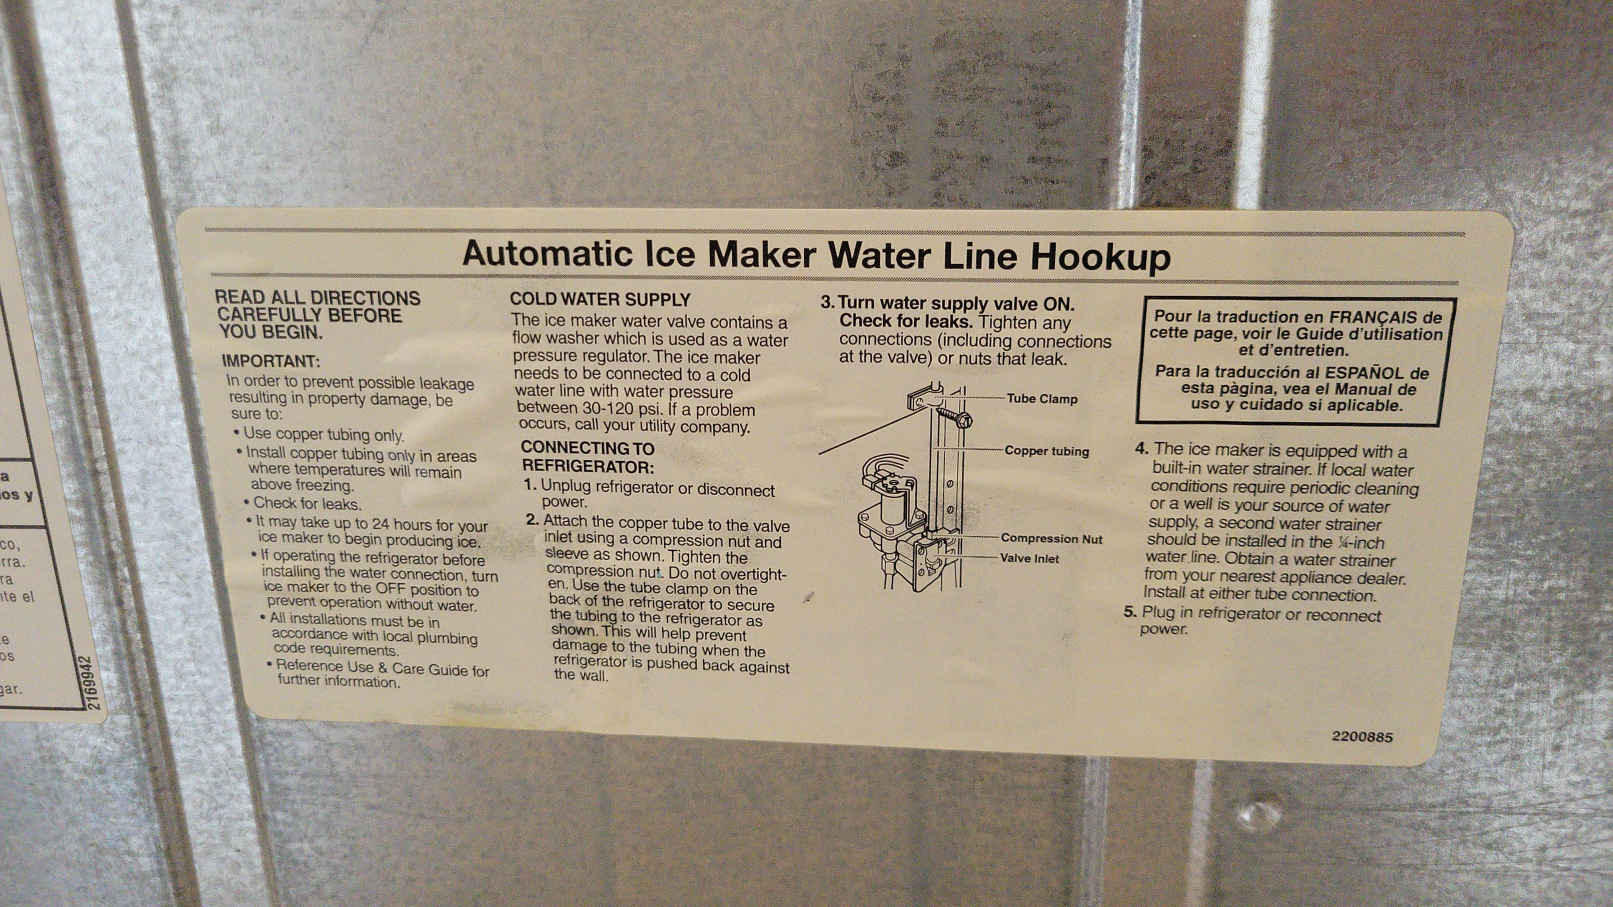 Automatic Ice Maker Water Line Hookup
READ ALL DIRECTIONS
CAREFULLY BEFORE
YOU BEGIN.
IMPORTANT:
In order to prevent possible leakage
resulting in property damage, be
sure to:
• Use copper tubing only.
• Install copper tubing only in areas
where temperatures will remain
above freezing.
• Check for leaks.
• It may take up to 24 hours for your
ice maker to begin producing ice.
• If operating the refrigerator before
installing the water connection, turn
ice maker to the OFF position to
prevent operation without water.
• All installations must be in
accordance with local plumbing
code requirements.
• Reference Use & Care Guide for
further information.
COLD WATER SUPPLY
The ice maker water valve contains a
flow washer which is used as a water
pressure regulator. The ice maker
needs to be connected to a cold
water line with water pressure
between 30-120 psi. If a problem
occurs, call your utility company.
CONNECTING TO
REFRIGERATOR:
1. Unplug refrigerator or disconnect
power.
2. Attach the copper tube to the valve
inlet using a compression nut and
sleeve as shown. Tighten the
compression nut. Do not overtight-
en. Use the tube clamp on the
back of the refrigerator to secure
the tubing to the refrigerator as
shown. This will help prevent
damage to the tubing when the
refrigerator is pushed back against
the wall.
3. Turn water supply valve ON.
Check for leaks. Tighten any
connections (including connections
at the valve) or nuts that leak.
Tube Clamp
Copper tubing
Compression Nut
Valve Inlet
Pour la traduction en FRANÇAIS de
cette page, voir le Guide d'utilisation
et d'entretien.
Para la traducción al ESPAÑOL de
esta pàgina, vea el Manual de
uso y cuidado si aplicable.
4. The ice maker is equipped with a
built-in water strainer. If local water
conditions require periodic cleaning
or a well is your source of water
supply, a second water strainer
should be installed in the ¼-inch
water line. Obtain a water strainer
from your nearest appliance dealer.
Install at either tube connection.
5. Plug in refrigerator or reconnect
power.
2200885
a
os y
co,
rra.
ra
nte el
e
os
gar.
2169942